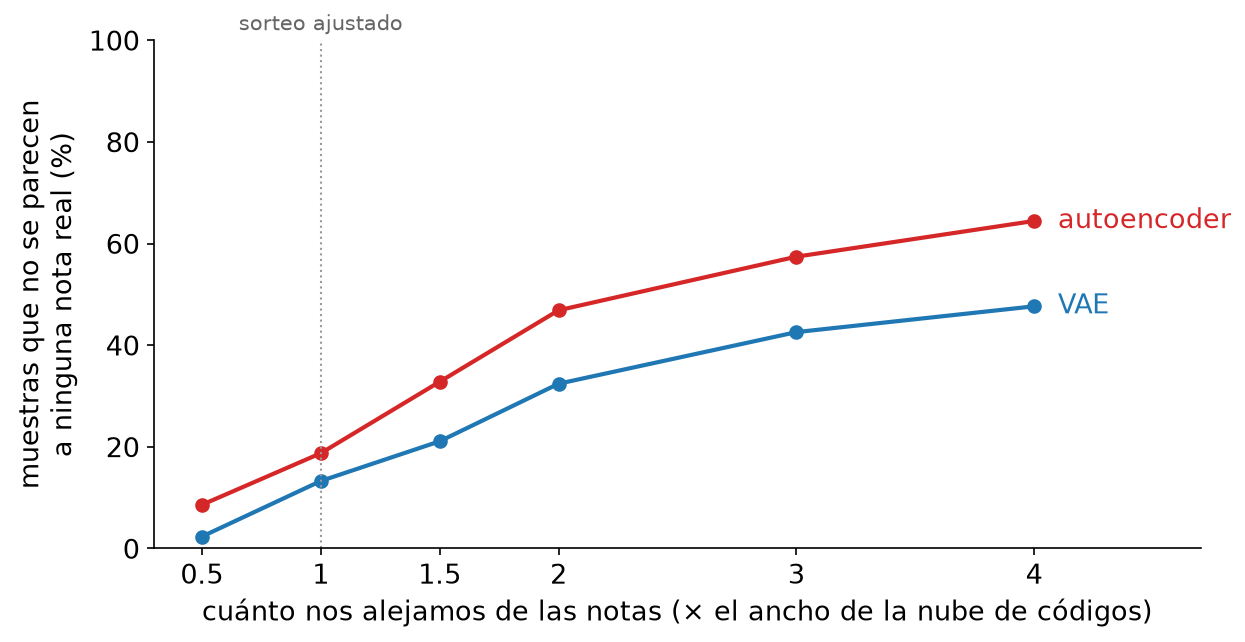 sorteo ajustado
muestras que no se parecen
a ninguna nota real (%)
100
80
60
40
20
0
autoencoder
VAE
0.5 1 1.5 2 3 4
cuánto nos alejamos de las notas (× el ancho de la nube de códigos)